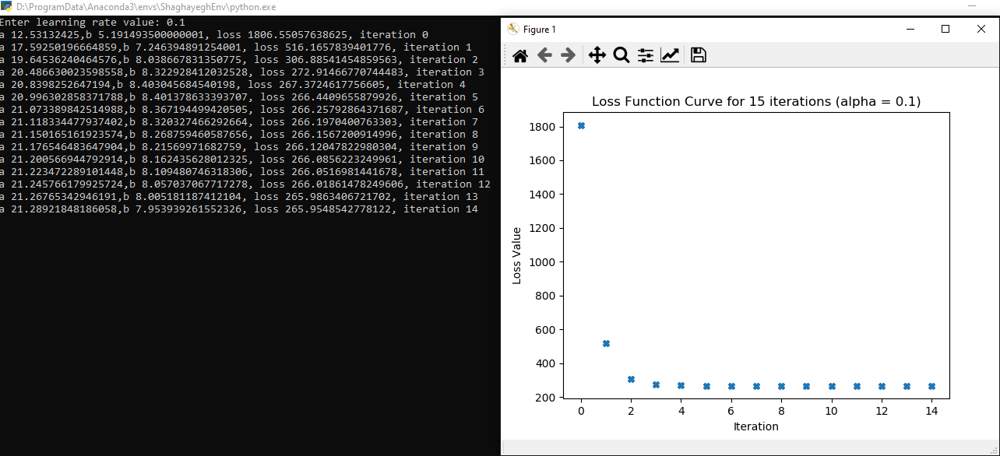 D:\ProgramData\Anaconda3\envs\ShaghayeghEnv\python.exe
Enter learning rate value: 0.1
a 12.53132425,b 5.191493500000001, loss 1806.55057638625, iteration 0
a 17.59250196664859,b 7.246394891254001, loss 516.1657839401776, iteration 1
a 19.64536240464576,b 8.038667831350775, loss 306.88541454859563, iteration 2
a 20.486630023598558,b 8.322928412032528, loss 272.91466770744483, iteration 3
a 20.8398252647194,b 8.403045684540198, loss 267.3724617756605, iteration 4
a 20.996302858371788,b 8.401378633393707, loss 266.4409655879926, iteration 5
a 21.073389842514988,b 8.367194499420505, loss 266.25792864371687, iteration 6
a 21.118334477937402,b 8.320327466292664, loss 266.1970400763303, iteration 7
a 21.150165161923574,b 8.268759460587656, loss 266.1567200914996, iteration 8
a 21.176546483647904,b 8.21569971682759, loss 266.12047822980304, iteration 9
a 21.200566944792914,b 8.162435628012325, loss 266.0856223249961, iteration 10
a 21.223472289101448,b 8.109480746318306, loss 266.0516981441678, iteration 11
a 21.245766179925724,b 8.057037067717278, loss 266.01861478249606, iteration 12
a 21.26765342946191,b 8.005181187412104, loss 265.9863406721702, iteration 13
a 21.28921848186058,b 7.953939261552326, loss 265.9548542778122, iteration 14
Figure 1
Loss Function Curve for 15 iterations (alpha = 0.1)
1800
1600
1400
1200
1000
800
600
400
200
Loss Value
0 2 4 6 8 10 12 14
Iteration